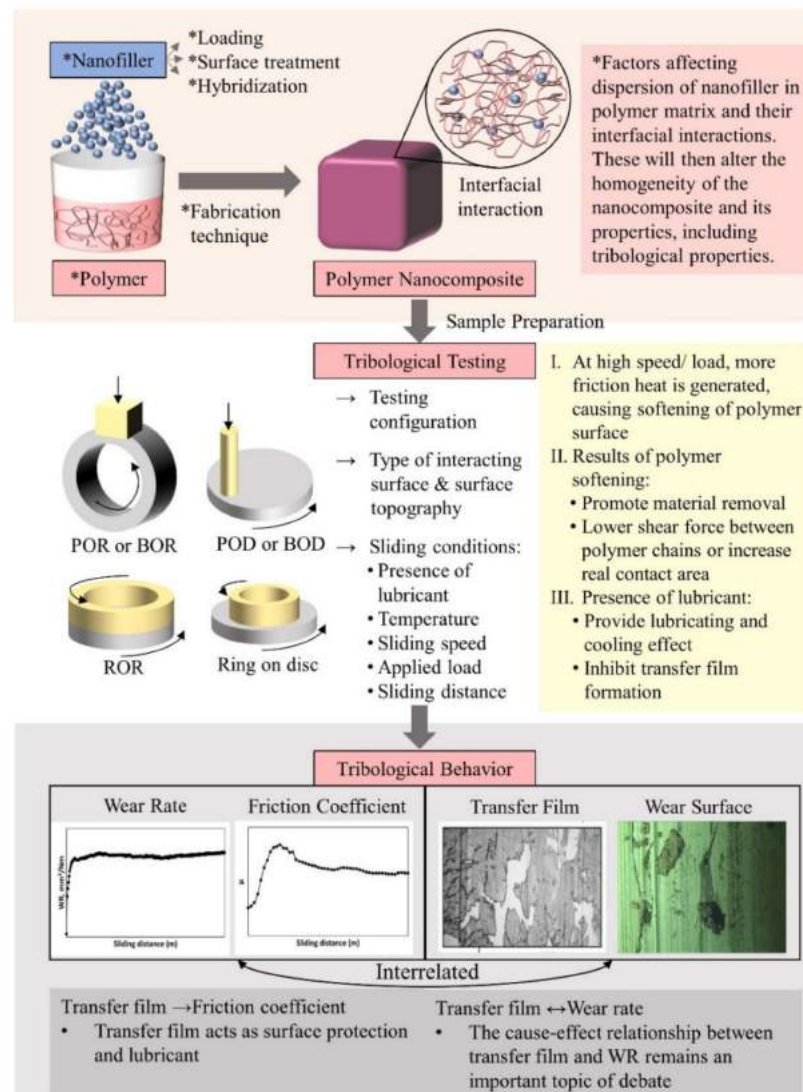 *Nanofiller
*Loading
*Surface treatment
*Hybridization
*Fabrication
technique
*Polymer
Interfacial
interaction
Polymer Nanocomposite
*Factors affecting
dispersion of nanofiller in
polymer matrix and their
interfacial interactions.
These will then alter the
homogeneity of the
nanocomposite and its
properties, including
tribological properties.
Sample Preparation
Tribological Testing
POR or BOR
POD or BOD
ROR
Ring on disc
→ Testing
configuration
→ Type of interacting
surface & surface
topography
→ Sliding conditions:
• Presence of
lubricant
• Temperature
• Sliding speed
• Applied load
• Sliding distance
I. At high speed/ load, more
friction heat is generated,
causing softening of polymer
surface
II. Results of polymer
softening:
• Promote material removal
• Lower shear force between
polymer chains or increase
real contact area
III. Presence of lubricant:
• Provide lubricating and
cooling effect
• Inhibit transfer film
formation
Tribological Behavior
Wear Rate
WR, mm³/Nm
Sliding distance (m)
Friction Coefficient
μ
Sliding distance (m)
Transfer Film
Wear Surface
Interrelated
Transfer film →Friction coefficient
• Transfer film acts as surface protection
and lubricant
Transfer film ↔Wear rate
• The cause-effect relationship between
transfer film and WR remains an
important topic of debate